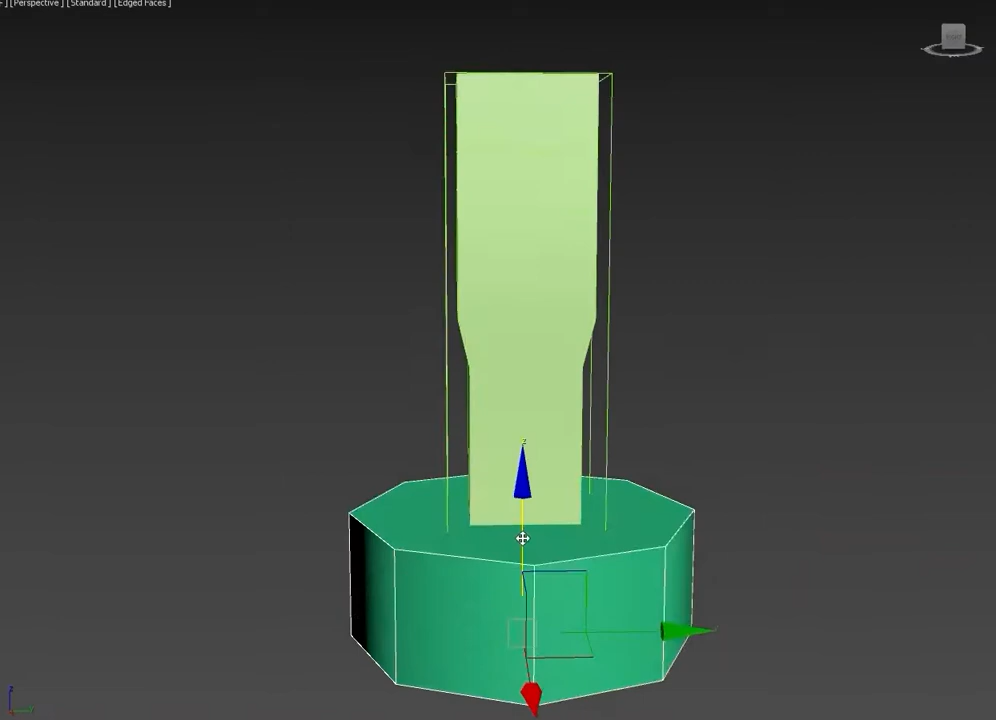 ] [Perspective ] [Standard ] [Edged Faces ]
z